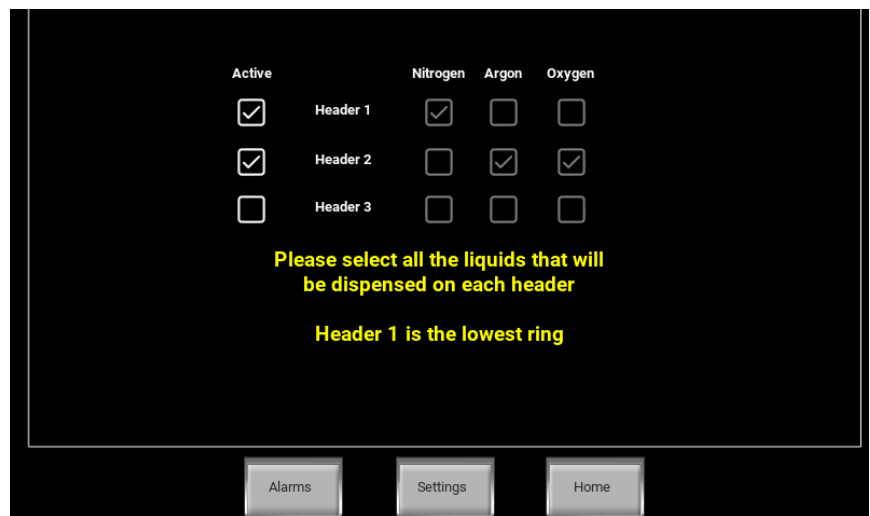 Active Nitrogen Argon Oxygen
Header 1
Header 2
Header 3
Please select all the liquids that will
be dispensed on each header
Header 1 is the lowest ring
Alarms Settings Home